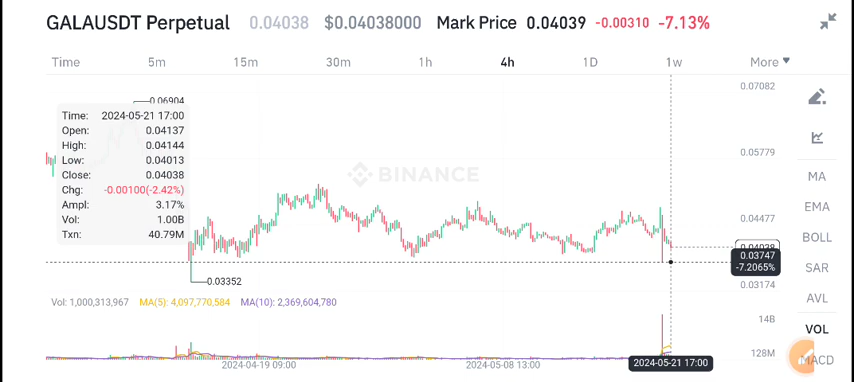 GALAUSDT Perpetual 0.04038 $0.04038000 Mark Price 0.04039 -0.00310 -7.13%
Time 5m 15m 30m 1h 4h 1D 1w More
0.07082
0.06904
Time: 2024-05-21 17:00
Open: 0.04137
High: 0.04144
Low: 0.04013
Close: 0.04038
Chg: -0.00100(-2.42%)
Ampl: 3.17%
Vol: 1.00B
Txn: 40.79M
BINANCE
0.05779
0.04477
0.04038
0.03747
-7.2065%
0.03352
0.03174
MA
EMA
BOLL
SAR
AVL
VOL
MACD
Vol: 1,000,313,967 MA(5): 4,097,770,584 MA(10): 2,369,604,780
14B
128M
2024-04-19 09:00 2024-05-08 13:00 2024-05-21 17:00